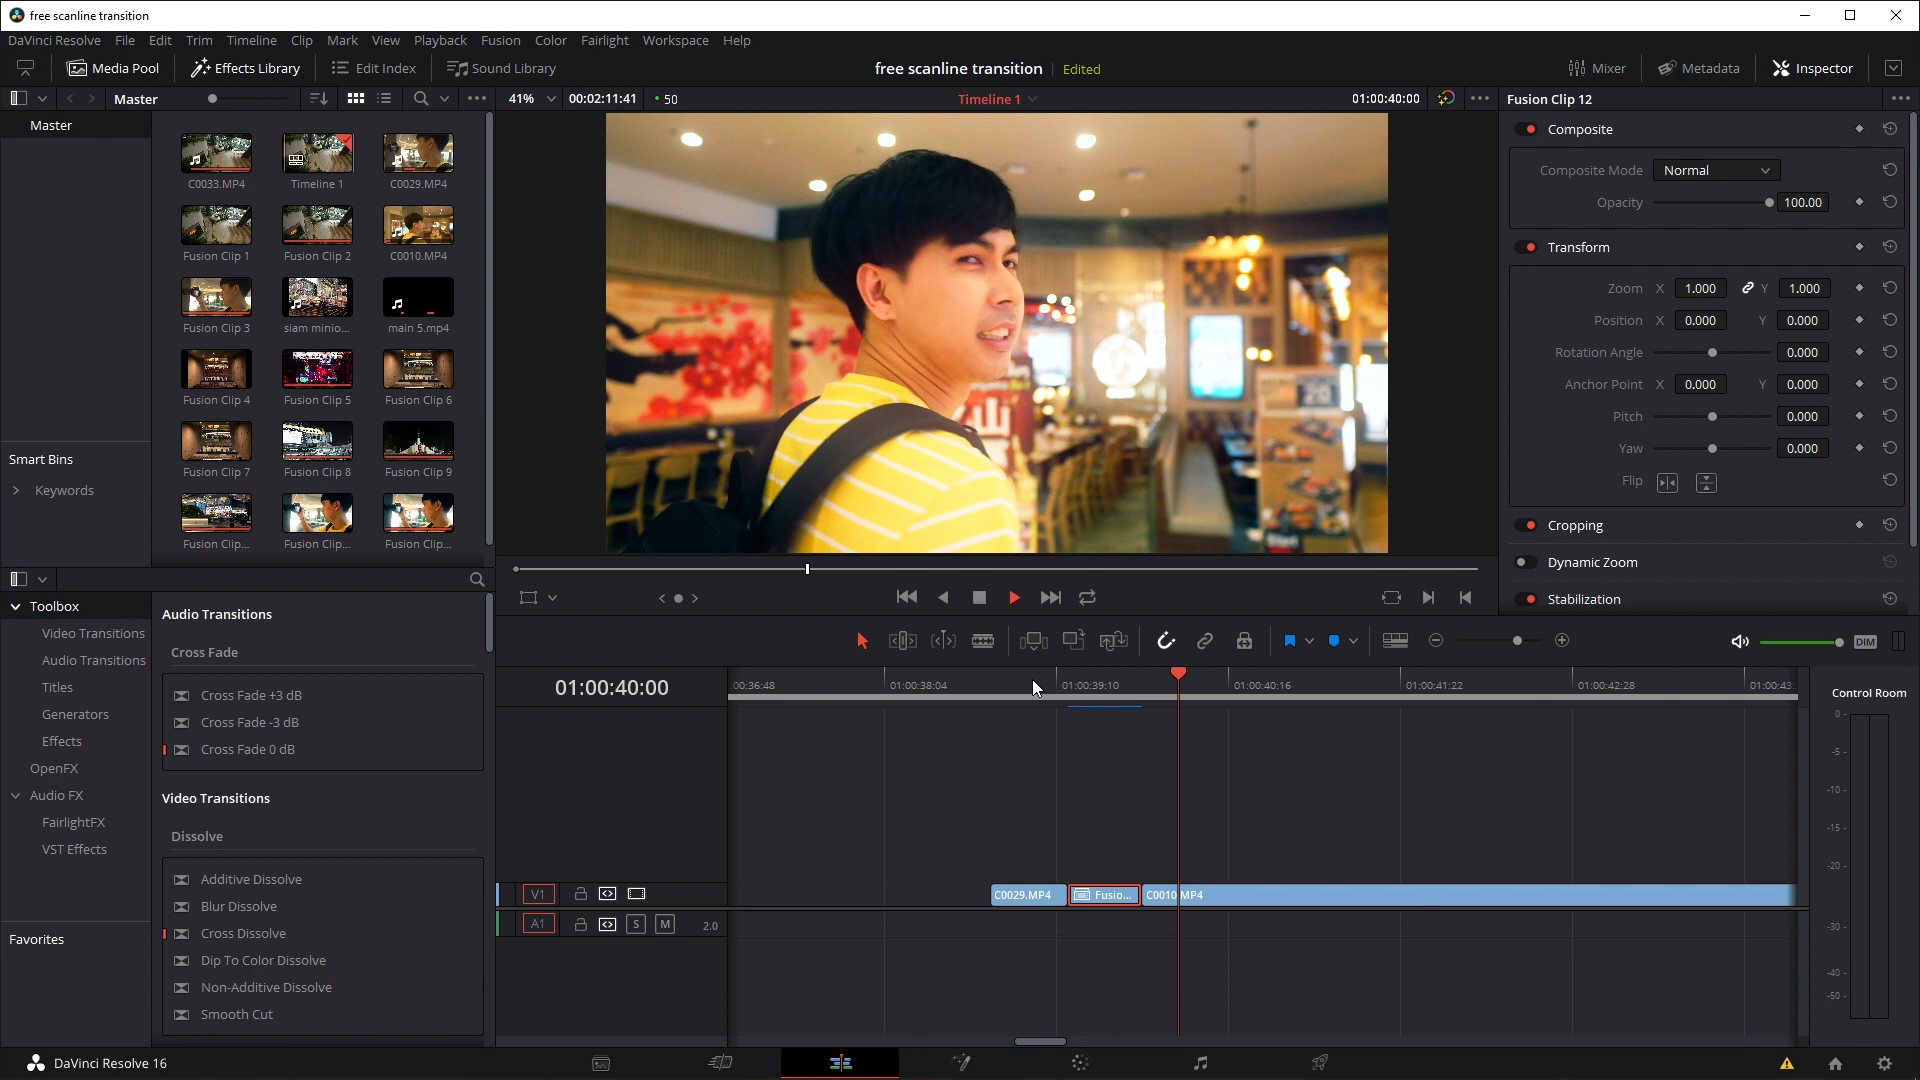 free scanline transition
DaVinci Resolve File Edit Trim Timeline Clip Mark View Playback Fusion Color Fairlight Workspace Help
Media Pool Effects Library Edit Index Sound Library free scanline transition Edited Mixer Metadata Inspector
Master 41% 00:02:11:41 50 Timeline 1 01:00:40:00 Fusion Clip 12
Master
C0033.MP4 Timeline 1 C0029.MP4
Fusion Clip 1 Fusion Clip 2 C0010.MP4
Fusion Clip 3 siam minio... main 5.mp4
Fusion Clip 4 Fusion Clip 5 Fusion Clip 6
Fusion Clip 7 Fusion Clip 8 Fusion Clip 9
Fusion Clip... Fusion Clip... Fusion Clip...
Smart Bins
Keywords
山
20
Composite
Composite Mode Normal
Opacity 100.00
Transform
Zoom X 1.000 Y 1.000
Position X 0.000 Y 0.000
Rotation Angle 0.000
Anchor Point X 0.000 Y 0.000
Pitch 0.000
Yaw 0.000
Flip
Cropping
Dynamic Zoom
Stabilization
Toolbox
Video Transitions
Audio Transitions
Titles
Generators
Effects
OpenFX
Audio FX
FairlightFX
VST Effects
Favorites
Audio Transitions
Cross Fade
Cross Fade +3 dB
Cross Fade -3 dB
Cross Fade 0 dB
Video Transitions
Dissolve
Additive Dissolve
Blur Dissolve
Cross Dissolve
Dip To Color Dissolve
Non-Additive Dissolve
Smooth Cut
DIM
01:00:40:00 00:36:48 01:00:38:04 01:00:39:10 01:00:40:16 01:00:41:22 01:00:42:28 01:00:43:
V1 C0029.MP4 Fusio... C0010.MP4
A1 S M 2.0
Control Room
0
-5
-10
-15
-20
-30
-40
-50
DaVinci Resolve 16